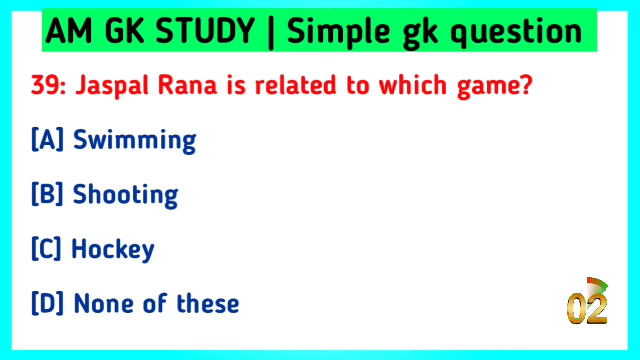 AM GK STUDY | Simple gk question
39: Jaspal Rana is related to which game?
[A] Swimming
[B] Shooting
[C] Hockey
[D] None of these
02